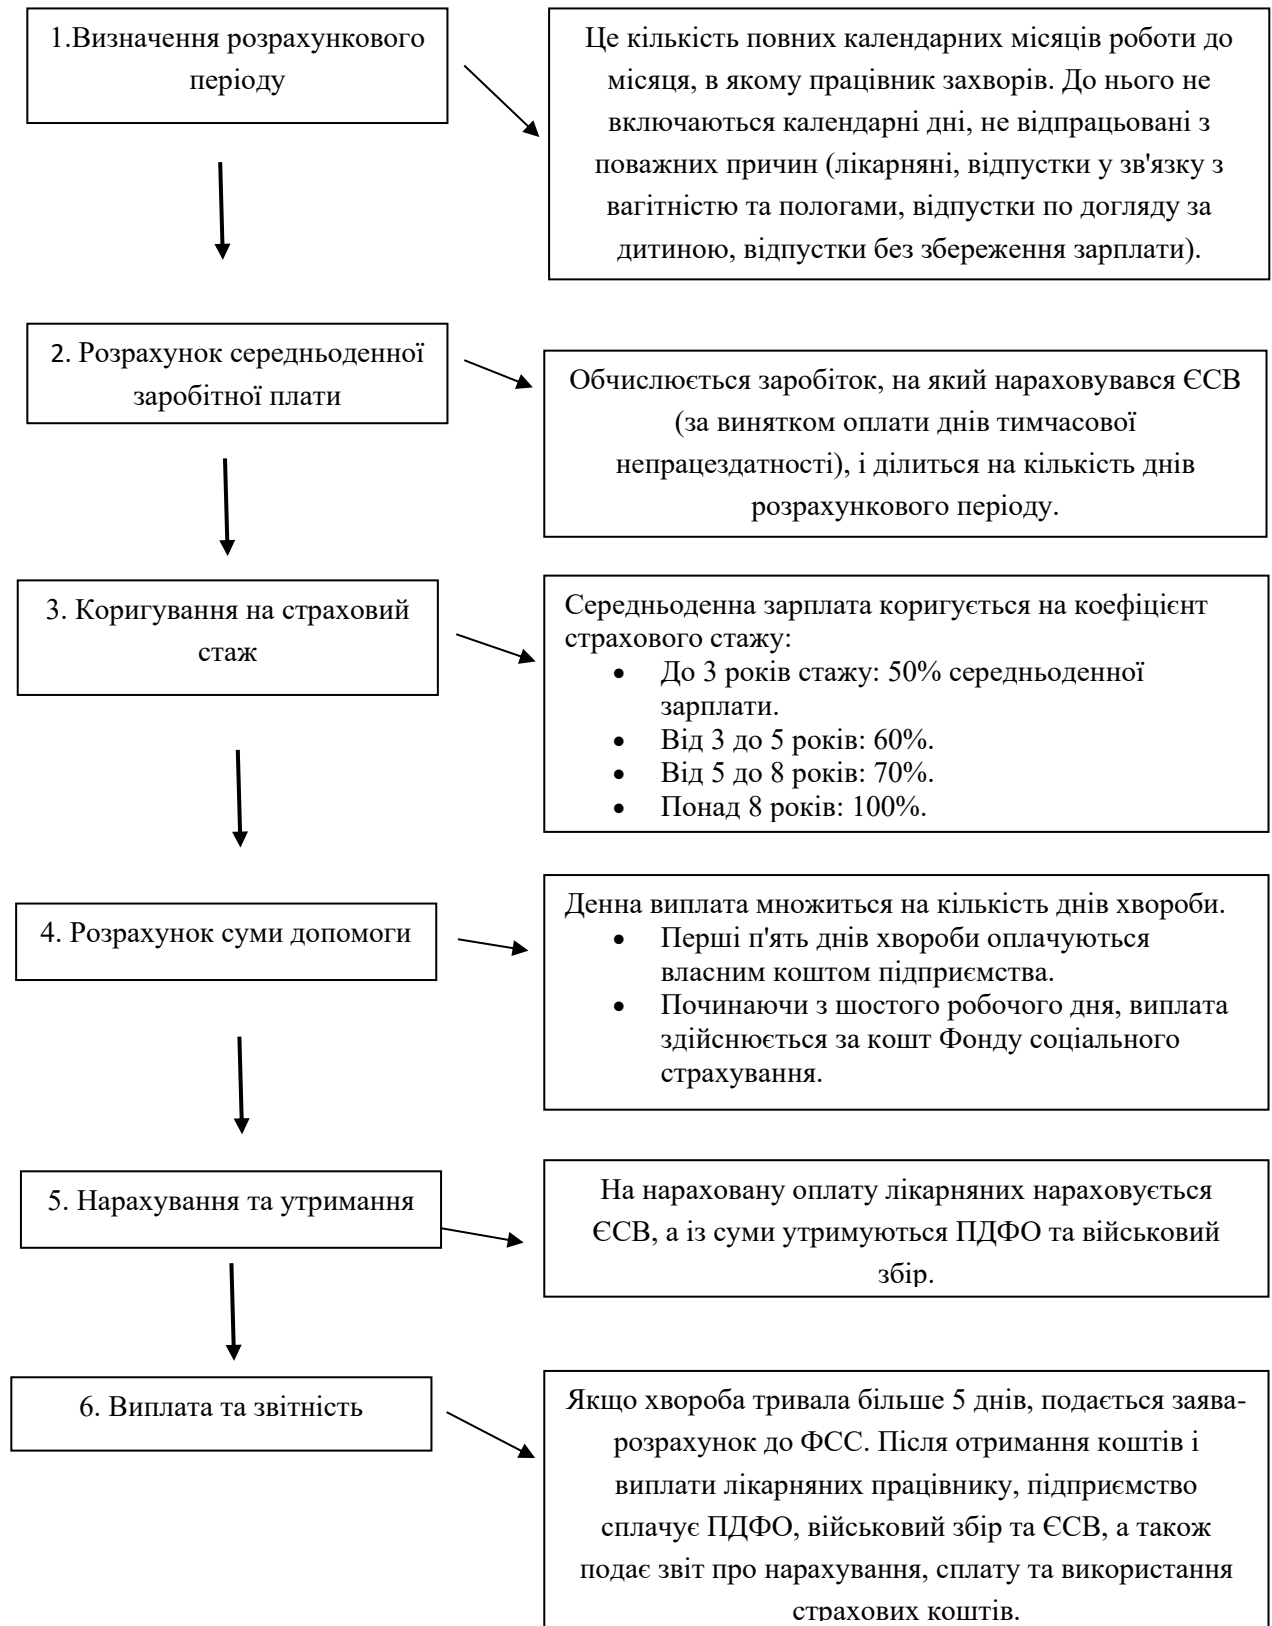 1.Визначення розрахункового
періоду
Це кількість повних календарних місяців роботи до
місяця, в якому працівник захворів. До нього не
включаються календарні дні, не відпрацьовані з
поважних причин (лікарняні, відпустки у зв'язку з
вагітністю та пологами, відпустки по догляду за
дитиною, відпустки без збереження зарплати).
2. Розрахунок середньоденної
заробітної плати
Обчислюється заробіток, на який нараховувався ЄСВ
(за винятком оплати днів тимчасової
непрацездатності), і ділиться на кількість днів
розрахункового періоду.
3. Коригування на страховий
стаж
Середньоденна зарплата коригується на коефіцієнт
страхового стажу:
• До 3 років стажу: 50% середньоденної
зарплати.
• Від 3 до 5 років: 60%.
• Від 5 до 8 років: 70%.
• Понад 8 років: 100%.
4. Розрахунок суми допомоги
Денна виплата множиться на кількість днів хвороби.
• Перші п'ять днів хвороби оплачуються
власним коштом підприємства.
• Починаючи з шостого робочого дня, виплата
здійснюється за кошт Фонду соціального
страхування.
5. Нарахування та утримання
На нараховану оплату лікарняних нараховується
ЄСВ, а із суми утримуються ПДФО та військовий
збір.
6. Виплата та звітність
Якщо хвороба тривала більше 5 днів, подається заява-
розрахунок до ФСС. Після отримання коштів і
виплати лікарняних працівнику, підприємство
сплачує ПДФО, військовий збір та ЄСВ, а також
подає звіт про нарахування, сплату та використання
страхових коштів.